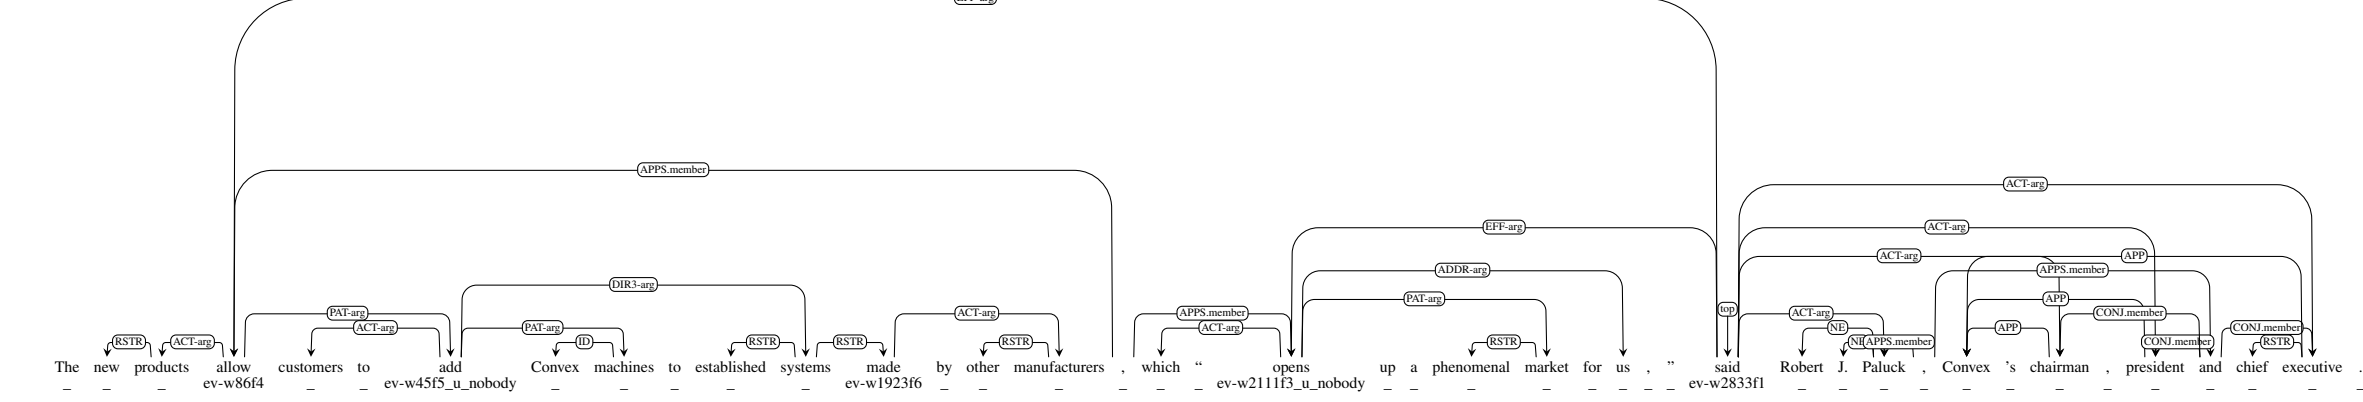 EFF-arg
APPS.member
ACT-arg
EFF-arg ACT-arg
ACT-arg APP
ADDR-arg APPS.member
DIR3-arg
PAT-arg APP
top
PAT-arg ACT-arg APPS.member ACT-arg CONJ.member
ACT-arg PAT-arg ACT-arg NE APP CONJ.member
RSTR ACT-arg ID RSTR RSTR RSTR RSTR NE APPS.member CONJ.member RSTR
The new products allow customers to add Convex machines to established systems made by other manufacturers , which “ opens up a phenomenal market for us , ” said Robert J. Paluck , Convex ’s chairman , president and chief executive .
_ _ _ ev-w86f4 _ _ ev-w45f5_u_nobody _ _ _ _ _ ev-w1923f6 _ _ _ _ _ _ ev-w2111f3_u_nobody _ _ _ _ _ _ _ _ ev-w2833f1 _ _ _ _ _ _ _ _ _ _ _ _ _